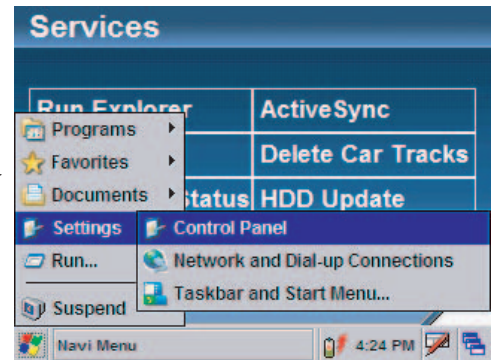 Services
Run Explorer
ActiveSync
Programs
Favorites
Delete Car Tracks
Documents
Status
HDD Update
Settings
Control Panel
Run...
Network and Dial-up Connections
Taskbar and Start Menu...
Suspend
Navi Menu
4:24 PM